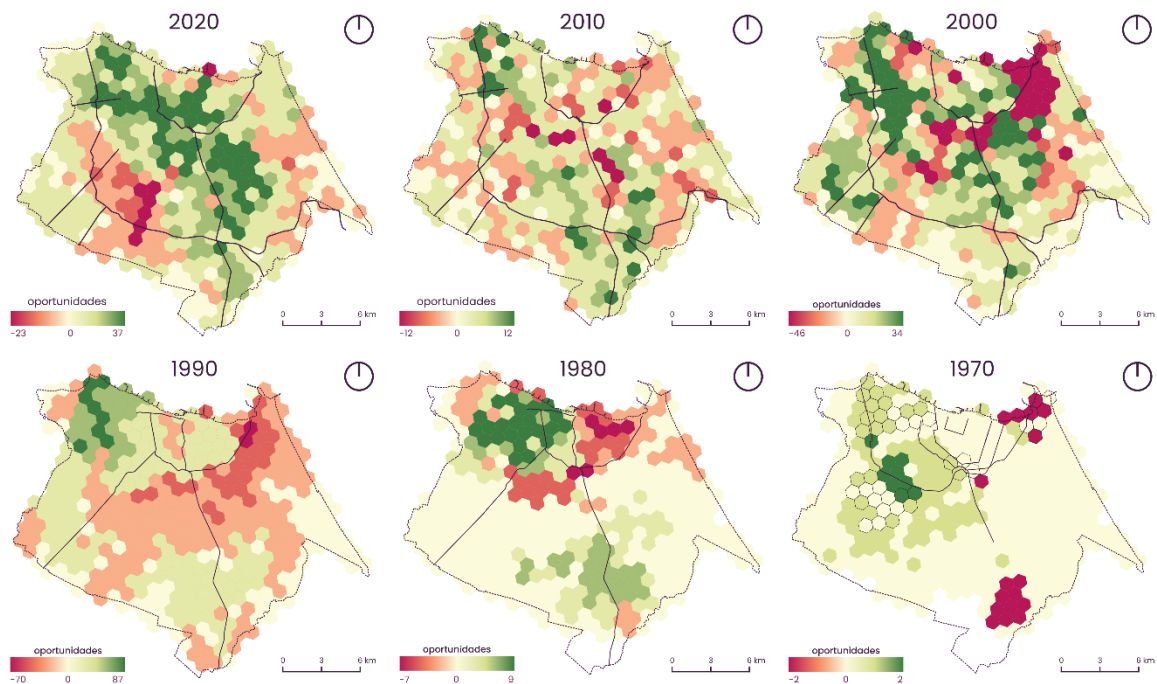 2020
oportunidades
-23 0 37
0 3 6 km
2010
oportunidades
-12 0 12
0 3 6 km
2000
oportunidades
-46 0 34
0 3 6 km
1990
oportunidades
-70 0 87
0 3 6 km
1980
oportunidades
-7 0 9
0 3 6 km
1970
oportunidades
-2 0 2
0 3 6 km